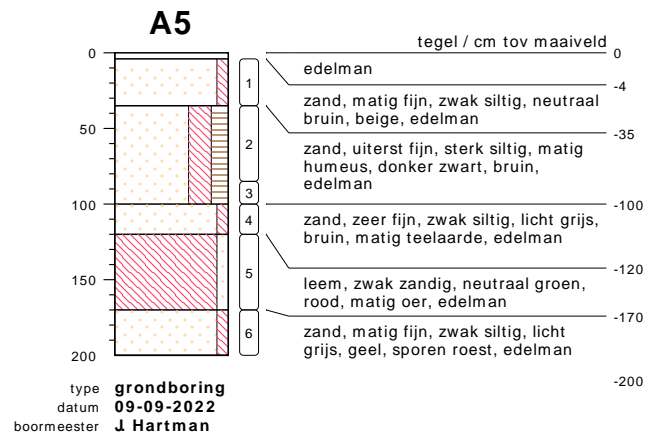 A5
tegel / cm tov maaiveld
0
0
edelman
-4
1
zand, matig fijn, zwak siltig, neutraal
bruin, beige, edelman
-35
50
2
zand, uiterst fijn, sterk siltig, matig
humeus, donker zwart, bruin,
edelman
3
100
-100
4
zand, zeer fijn, zwak siltig, licht grijs,
bruin, matig teelaarde, edelman
-120
5
leem, zwak zandig, neutraal groen,
rood, matig oer, edelman
150
-170
6
zand, matig fijn, zwak siltig, licht
grijs, geel, sporen roest, edelman
200
-200
type grondboring
datum 09-09-2022
boormeester J. Hartman